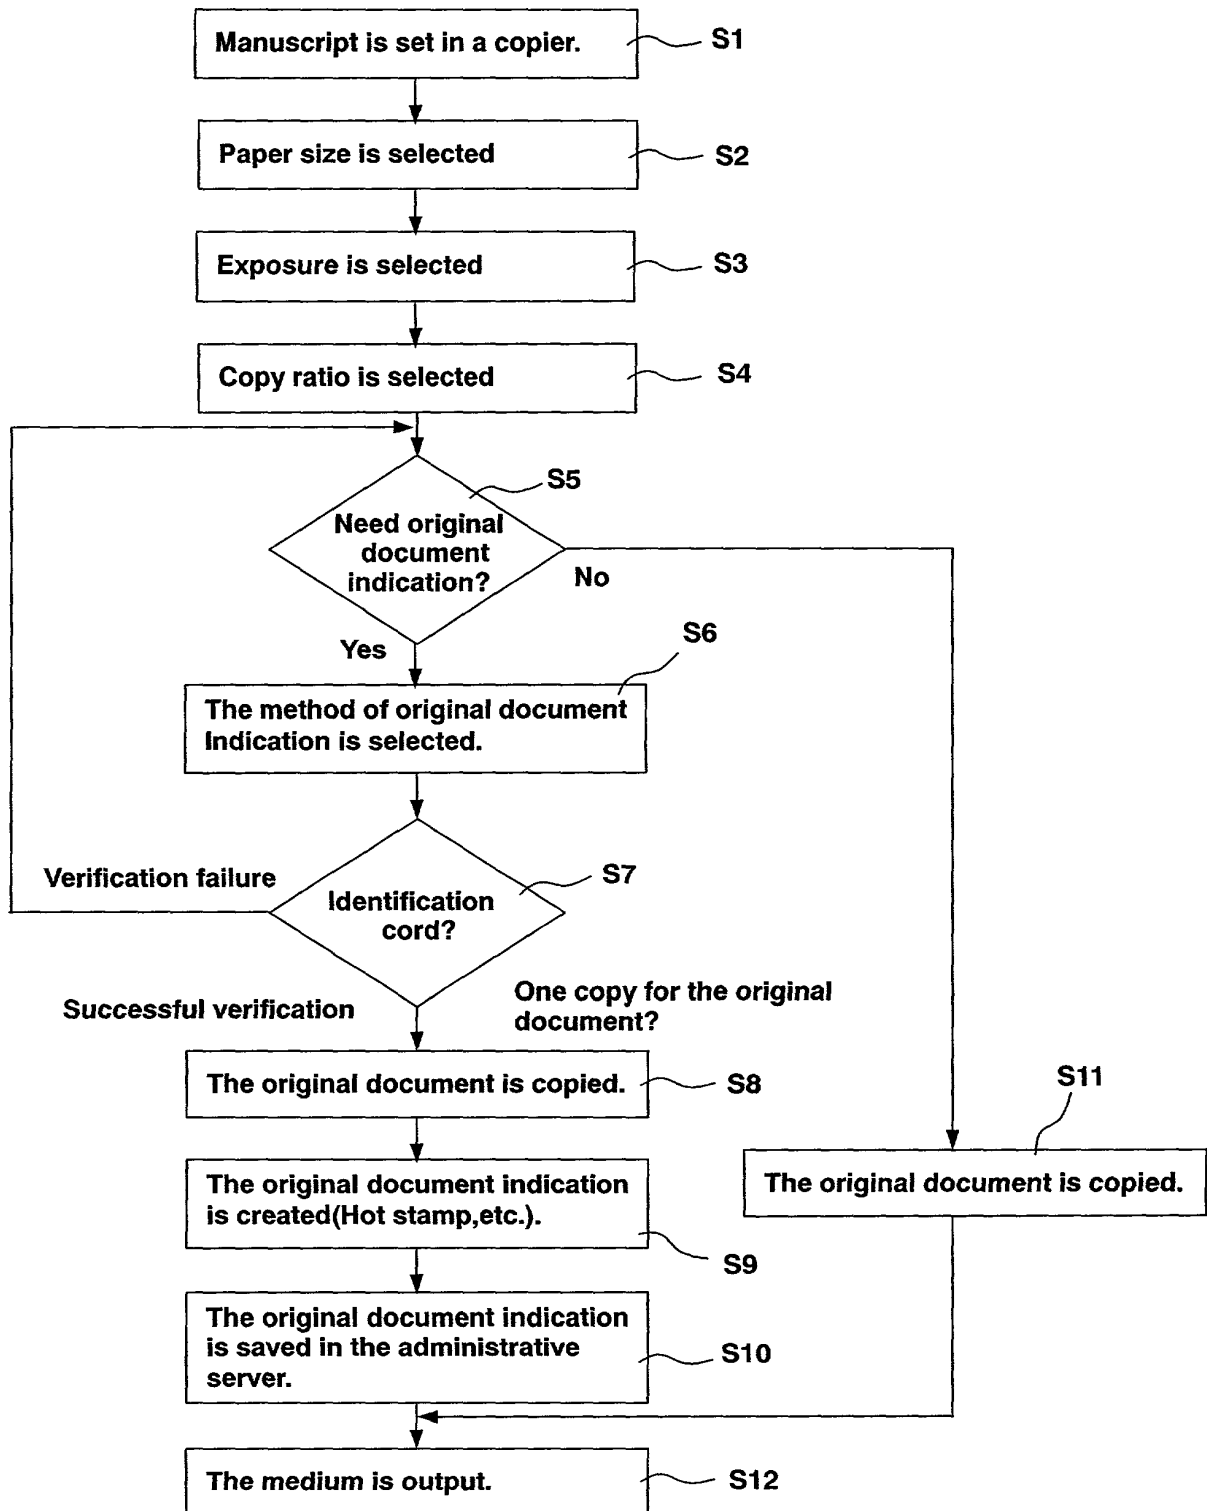 Manuscript is set in a copier.
S1
Paper size is selected
S2
Exposure is selected
S3
Copy ratio is selected
S4
S5
Need original
document
indication?
No
Yes
S6
The method of original document
Indication is selected.
Verification failure
S7
Identification
cord?
Successful verification
One copy for the original
document?
The original document is copied.
S8
S11
The original document is copied.
The original document indication
is created(Hot stamp,etc.).
S9
The original document indication
is saved in the administrative
server.
S10
The medium is output.
S12